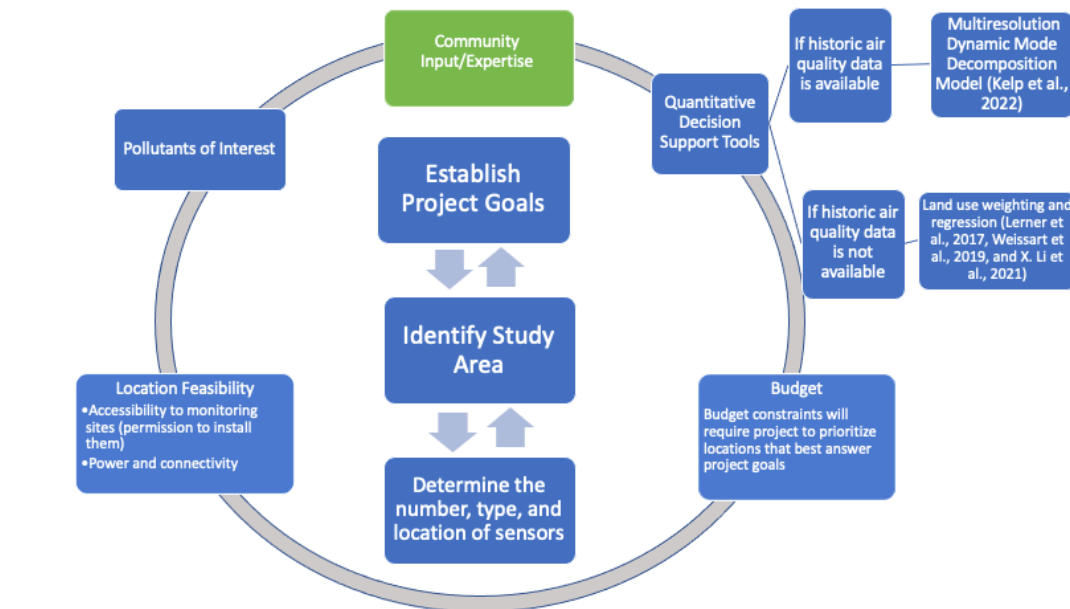 Community
Input/Expertise
If historic air
quality data
is available
Multiresolution
Dynamic Mode
Decomposition
Model (Kelp et al.,
2022)
Quantitative
Decision
Support Tools
Pollutants of Interest
Establish
Project Goals
If historic air
quality data
is not
available
Land use weighting and
regression (Lerner et
al., 2017, Weissart et
al., 2019, and X. Li et
al., 2021)
Identify Study
Area
Location Feasibility
•Accessibility to monitoring
sites (permission to install
them)
•Power and connectivity
Budget
Budget constraints will
require project to prioritize
locations that best answer
project goals
Determine the
number, type, and
location of sensors